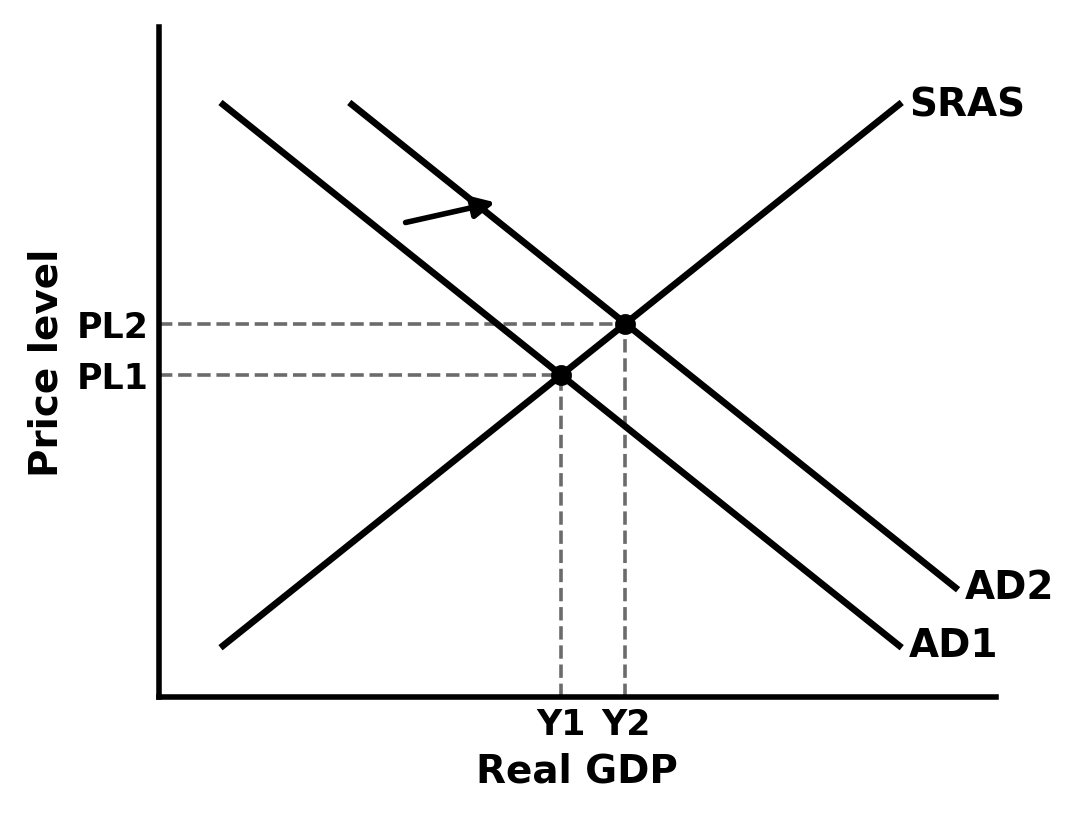 SRAS
Price level
PL2
PL1
AD2
AD1
Y1 Y2
Real GDP